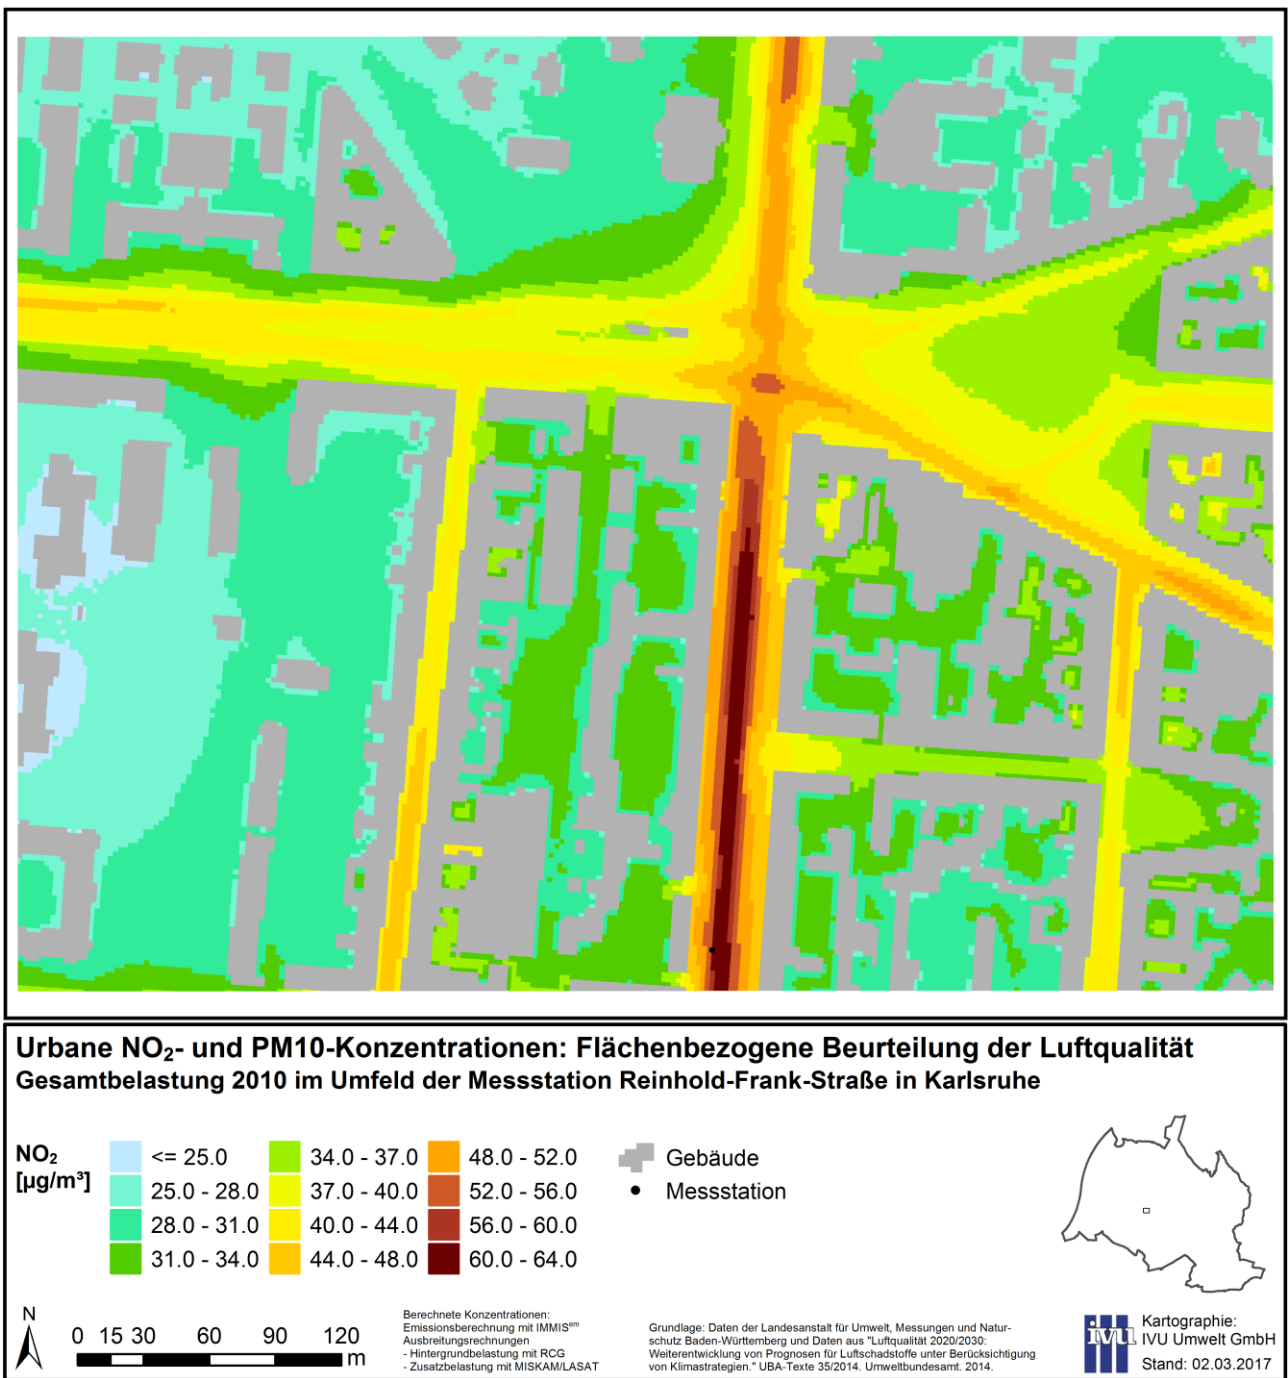 Urbane NO₂- und PM10-Konzentrationen: Flächenbezogene Beurteilung der Luftqualität
Gesamtbelastung 2010 im Umfeld der Messstation Reinhold-Frank-Straße in Karlsruhe
NO₂
[µg/m³]
<= 25.0
25.0 - 28.0
28.0 - 31.0
31.0 - 34.0
34.0 - 37.0
37.0 - 40.0
40.0 - 44.0
44.0 - 48.0
48.0 - 52.0
52.0 - 56.0
56.0 - 60.0
60.0 - 64.0
Gebäude
Messstation
N
0 15 30 60 90 120
m
Berechnete Konzentrationen:
Emissionsberechnung mit IMMISᵉᵐ
Ausbreitungsrechnungen
- Hintergrundbelastung mit RCG
- Zusatzbelastung mit MISKAM/LASAT
Grundlage: Daten der Landesanstalt für Umwelt, Messungen und Natur-
schutz Baden-Württemberg und Daten aus "Luftqualität 2020/2030:
Weiterentwicklung von Prognosen für Luftschadstoffe unter Berücksichtigung
von Klimastrategien." UBA-Texte 35/2014. Umweltbundesamt. 2014.
ivu
Kartographie:
IVU Umwelt GmbH
Stand: 02.03.2017